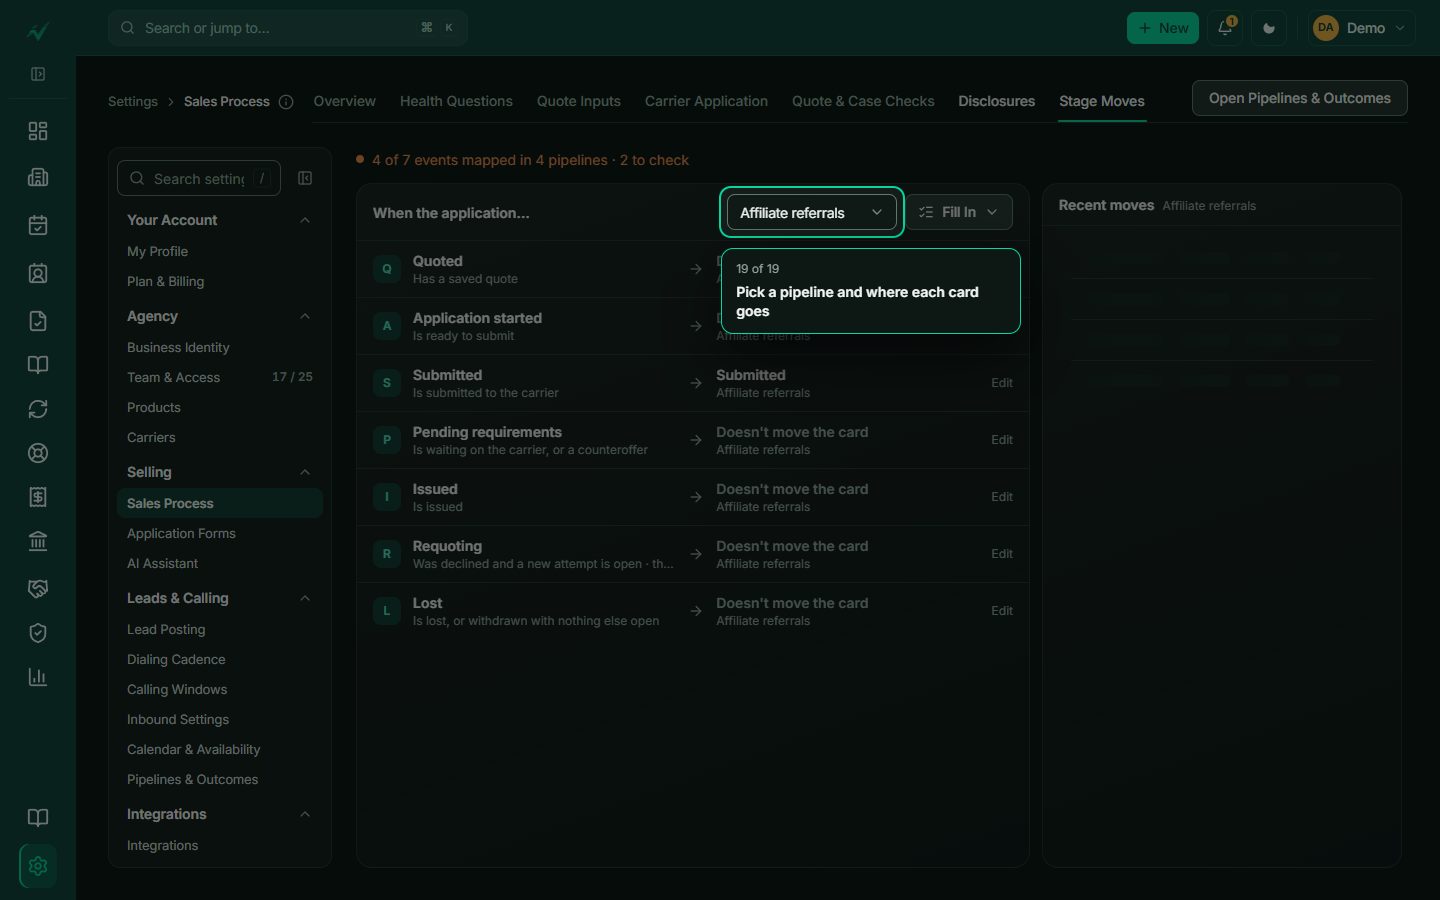 Search or jump to...
⌘ K
New
1
DA
Demo
Settings
Sales Process
Overview
Health Questions
Quote Inputs
Carrier Application
Quote & Case Checks
Disclosures
Stage Moves
Open Pipelines & Outcomes
Search setting
/
Your Account
My Profile
Plan & Billing
Agency
Business Identity
Team & Access 17 / 25
Products
Carriers
Selling
Sales Process
Application Forms
AI Assistant
Leads & Calling
Lead Posting
Dialing Cadence
Calling Windows
Inbound Settings
Calendar & Availability
Pipelines & Outcomes
Integrations
Integrations
4 of 7 events mapped in 4 pipelines · 2 to check
When the application...
Affiliate referrals
Fill In
19 of 19
Pick a pipeline and where each card
goes
Q
Quoted
Has a saved quote
A
Application started
Is ready to submit
Affiliate referrals
S
Submitted
Is submitted to the carrier
Submitted
Affiliate referrals
Edit
P
Pending requirements
Is waiting on the carrier, or a counteroffer
Doesn't move the card
Affiliate referrals
Edit
I
Issued
Is issued
Doesn't move the card
Affiliate referrals
Edit
R
Requoting
Was declined and a new attempt is open · th...
Doesn't move the card
Affiliate referrals
Edit
L
Lost
Is lost, or withdrawn with nothing else open
Doesn't move the card
Affiliate referrals
Edit
Recent moves Affiliate referrals